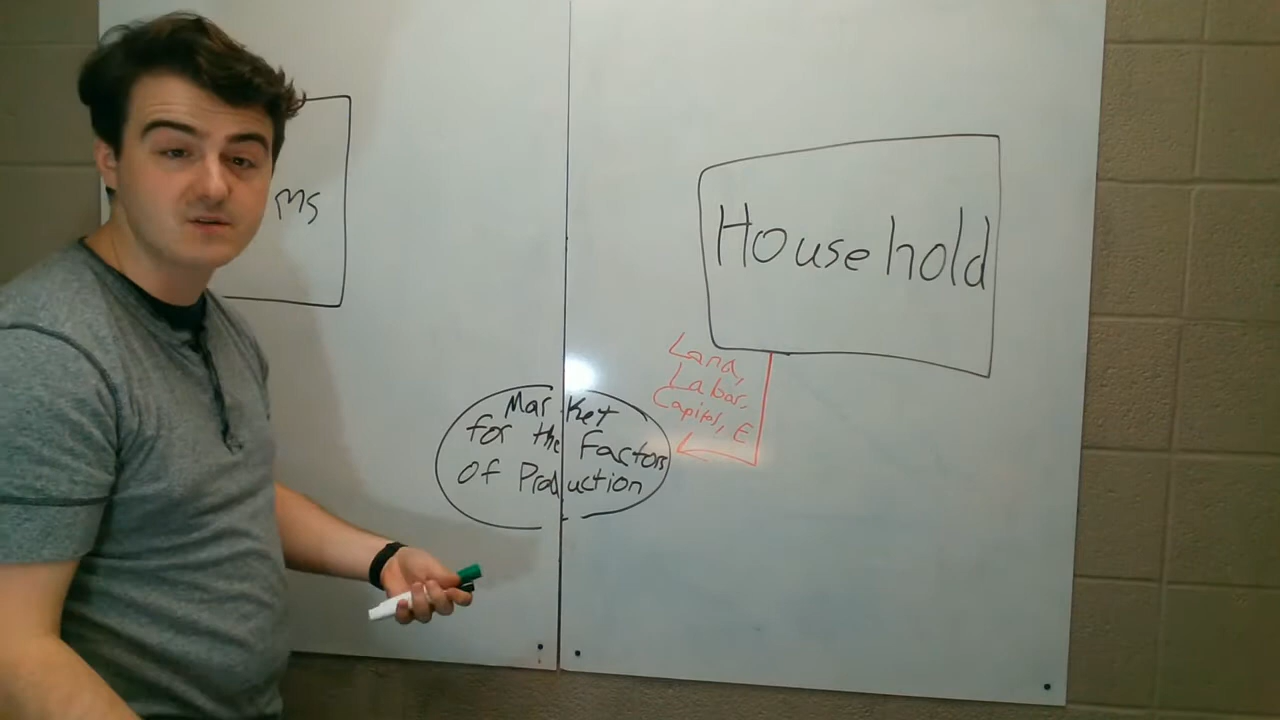 ms
Household
Land,
Labor,
Capital, E
Market
for the Factors
of Production